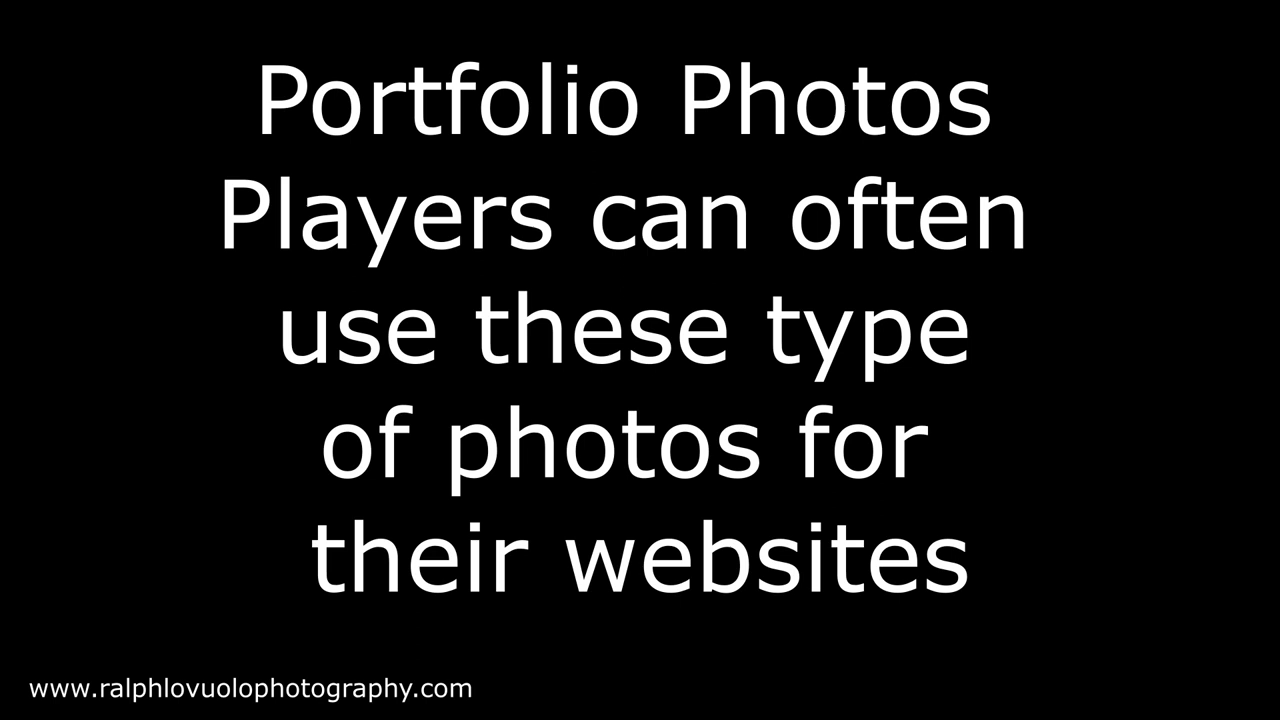 Portfolio Photos
Players can often
use these type
of photos for
their websites
www.ralphlovuolophotography.com